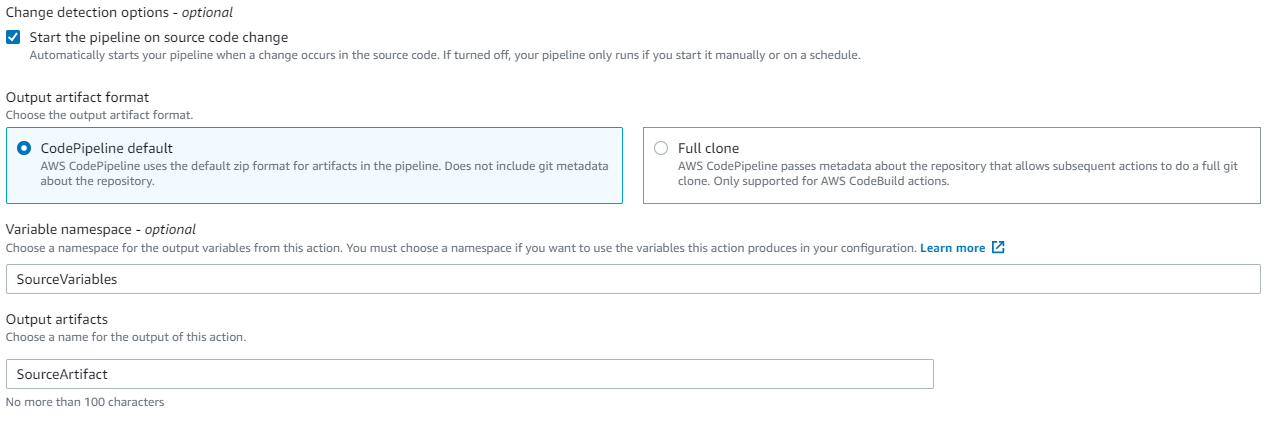 Change detection options - optional
Start the pipeline on source code change
Automatically starts your pipeline when a change occurs in the source code. If turned off, your pipeline only runs if you start it manually or on a schedule.
Output artifact format
Choose the output artifact format.
CodePipeline default
AWS CodePipeline uses the default zip format for artifacts in the pipeline. Does not include git metadata
about the repository.
Full clone
AWS CodePipeline passes metadata about the repository that allows subsequent actions to do a full git
clone. Only supported for AWS CodeBuild actions.
Variable namespace - optional
Choose a namespace for the output variables from this action. You must choose a namespace if you want to use the variables this action produces in your configuration. Learn more
SourceVariables
Output artifacts
Choose a name for the output of this action.
SourceArtifact
No more than 100 characters